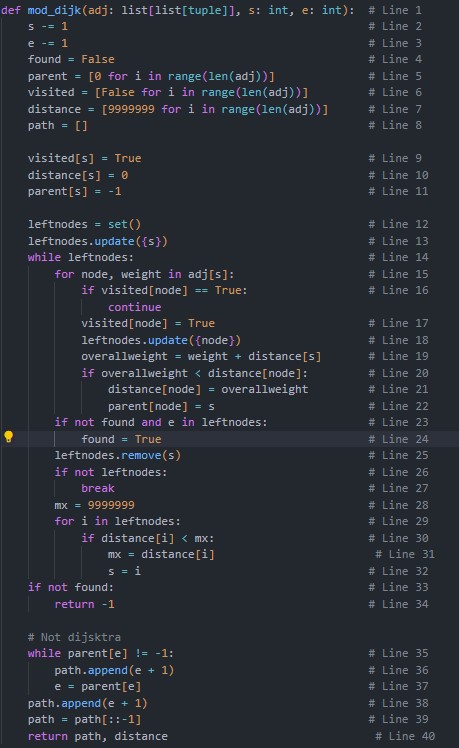 def mod_dijk(adj: list[list[tuple]], s: int, e: int):  # Line 1
    s -= 1                                             # Line 2
    e -= 1                                             # Line 3
    found = False                                      # Line 4
    parent = [0 for i in range(len(adj))]              # Line 5
    visited = [False for i in range(len(adj))]         # Line 6
    distance = [9999999 for i in range(len(adj))]      # Line 7
    path = []                                          # Line 8

    visited[s] = True                                  # Line 9
    distance[s] = 0                                    # Line 10
    parent[s] = -1                                     # Line 11

    leftnodes = set()                                  # Line 12
    leftnodes.update({s})                              # Line 13
    while leftnodes:                                   # Line 14
        for node, weight in adj[s]:                    # Line 15
            if visited[node] == True:                  # Line 16
                continue
            visited[node] = True                       # Line 17
            leftnodes.update({node})                   # Line 18
            overallweight = weight + distance[s]       # Line 19
            if overallweight < distance[node]:         # Line 20
                distance[node] = overallweight         # Line 21
                parent[node] = s                       # Line 22
        if not found and e in leftnodes:               # Line 23
            found = True                               # Line 24
        leftnodes.remove(s)                            # Line 25
        if not leftnodes:                              # Line 26
            break                                      # Line 27
        mx = 9999999                                   # Line 28
        for i in leftnodes:                            # Line 29
            if distance[i] < mx:                       # Line 30
                mx = distance[i]                        # Line 31
                s = i                                  # Line 32
    if not found:                                      # Line 33
        return -1                                      # Line 34

    # Not dijsktra
    while parent[e] != -1:                             # Line 35
        path.append(e + 1)                             # Line 36
        e = parent[e]                                  # Line 37
    path.append(e + 1)                                 # Line 38
    path = path[::-1]                                  # Line 39
    return path, distance                               # Line 40